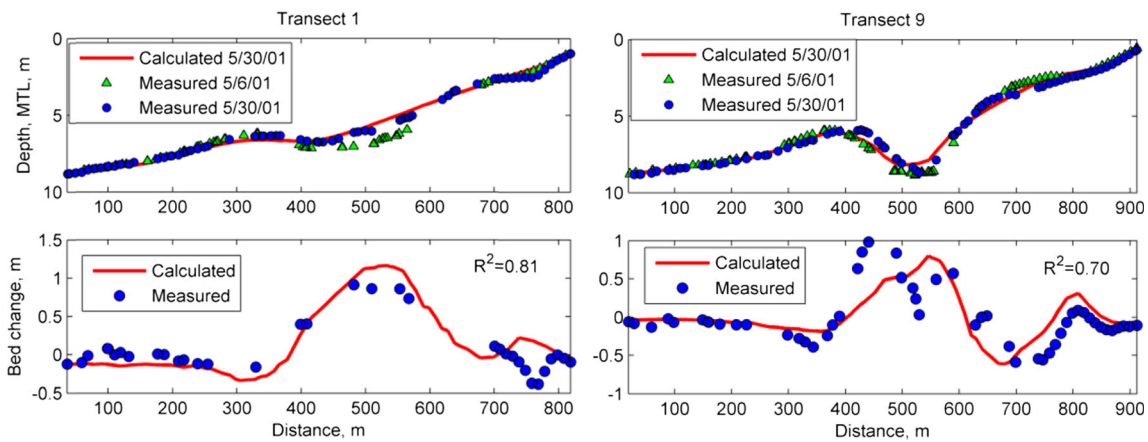 Transect 1
Depth, MTL, m
0
5
10
Calculated 5/30/01
Measured 5/6/01
Measured 5/30/01
100 200 300 400 500 600 700 800
Transect 9
0
5
10
Calculated 5/30/01
Measured 5/6/01
Measured 5/30/01
100 200 300 400 500 600 700 800 900
Bed change, m
1.5
1
0.5
0
-0.5
Calculated
Measured
R²=0.81
100 200 300 400 500 600 700 800
Distance, m
1
0.5
0
-0.5
-1
Calculated
Measured
R²=0.70
100 200 300 400 500 600 700 800 900
Distance, m